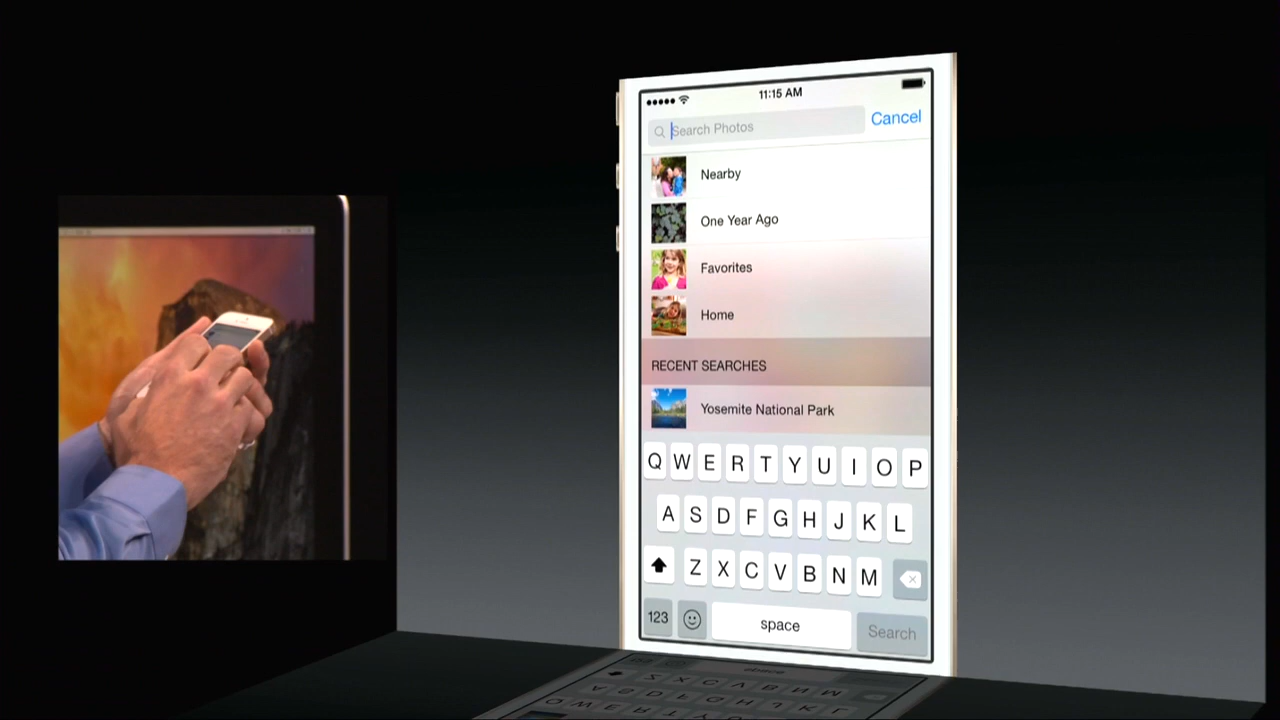 11:15 AM
Search Photos
Cancel
Nearby
One Year Ago
Favorites
Home
RECENT SEARCHES
Yosemite National Park
Q W E R T Y U I O P
A S D F G H J K L
Z X C V B N M
123
space
Search